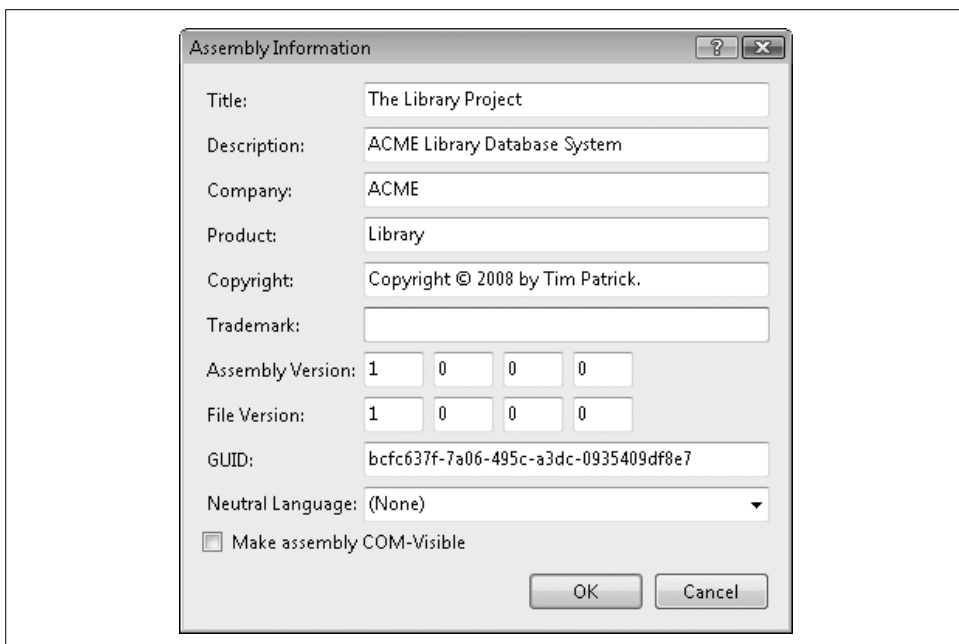 Assembly Information
?
Title: The Library Project
Description: ACME Library Database System
Company: ACME
Product: Library
Copyright: Copyright © 2008 by Tim Patrick.
Trademark:
Assembly Version: 1 0 0 0
File Version: 1 0 0 0
GUID: bcfc637f-7a06-495c-a3dc-0935409df8e7
Neutral Language: (None)
Make assembly COM-Visible
OK Cancel